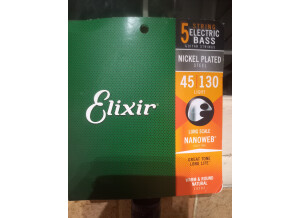 5 STRING
ELECTRIC
BASS
GUITAR STRINGS
NICKEL PLATED
STEEL
45 130
LIGHT
Elixir
LONG SCALE
NANOWEB
GREAT TONE
LONG LIFE
NATURAL